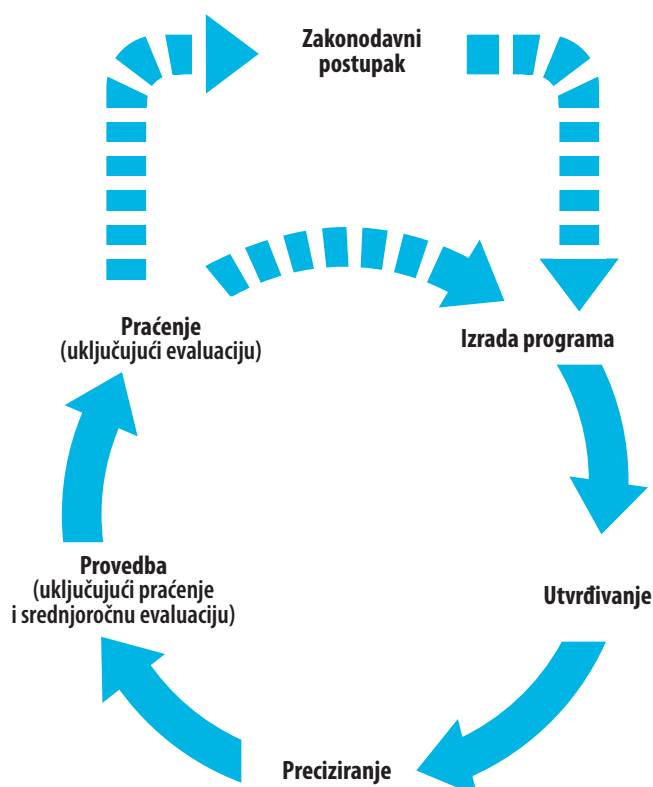 Zakonodavni
postupak
Praćenje
(uključujući evaluaciju)
Izrada programa
Provedba
(uključujući praćenje
i srednjoročnu evaluaciju)
Utvrđivanje
Preciziranje